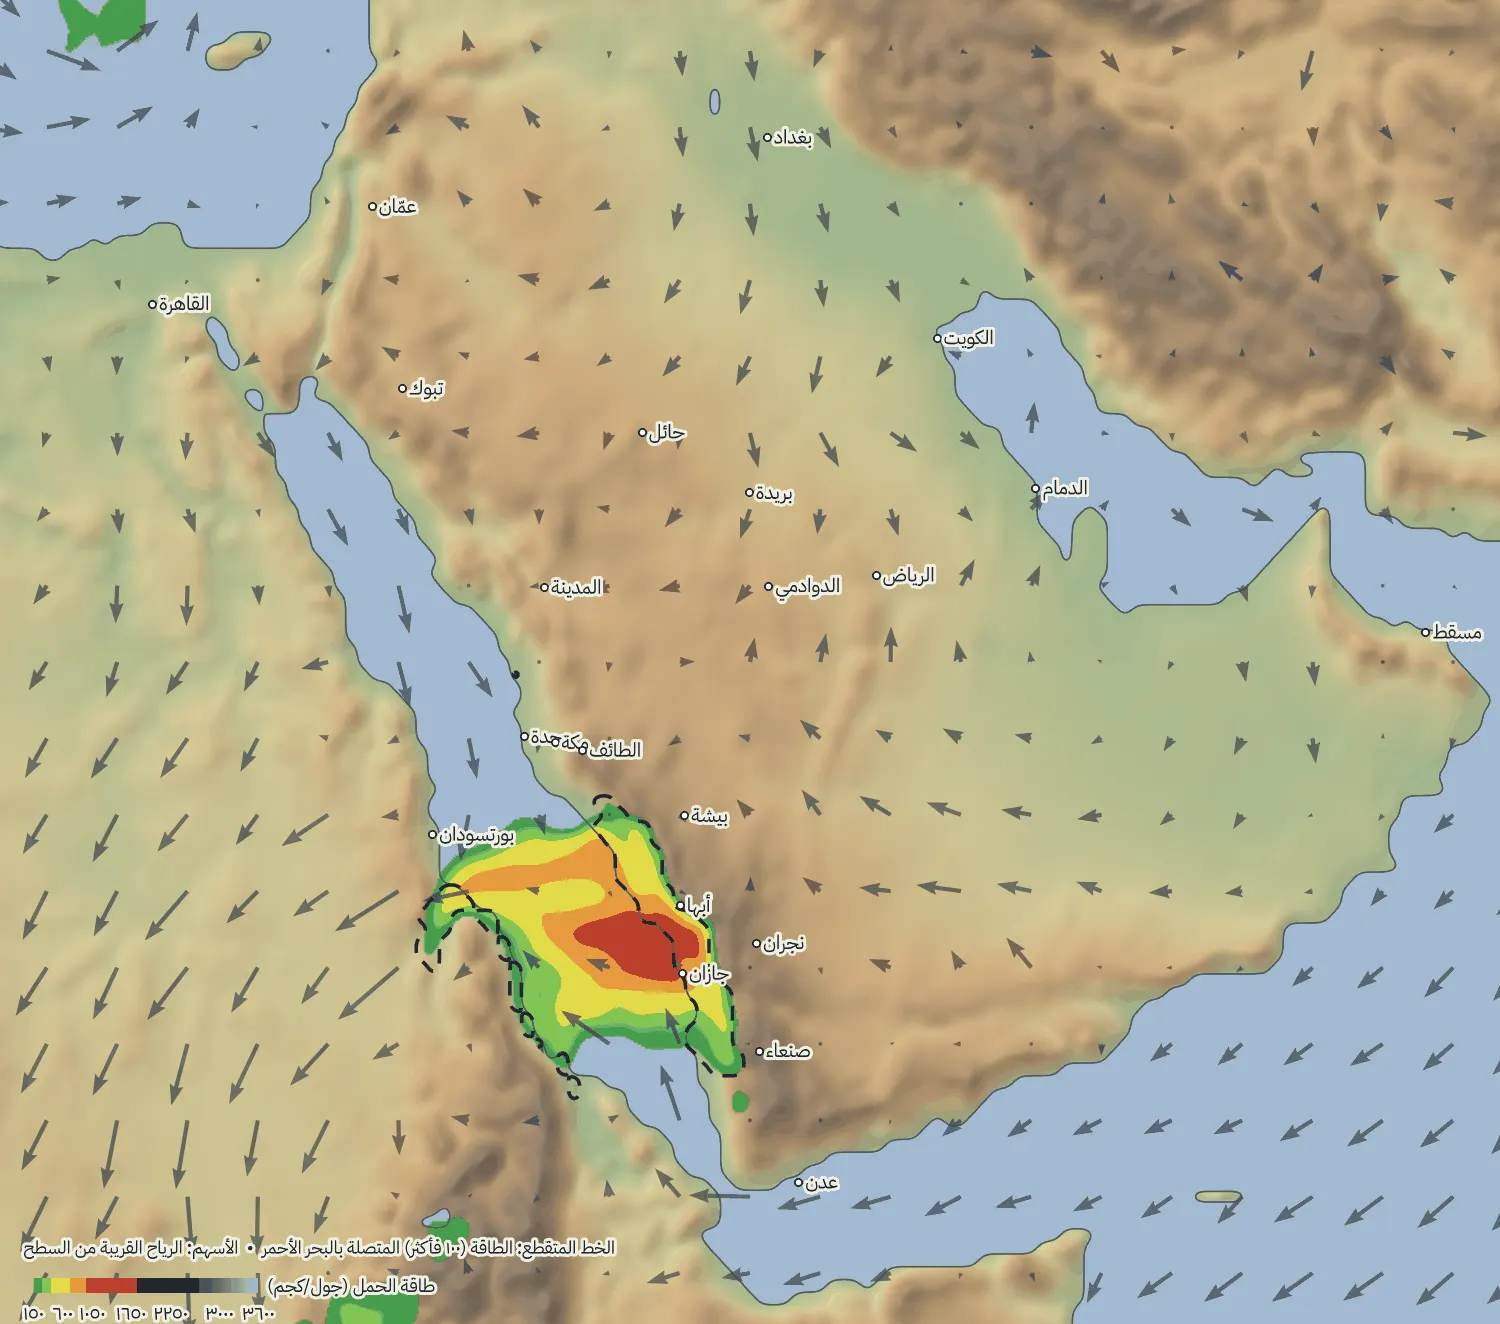 بغداد
عمّان
القاهرة
الكويت
تبوك
حائل
الدمام
بريدة
الرياض
الدوادمي
المدينة
مسقط
جدة
مكة
الطائف
بيشة
بورتسودان
أبها
نجران
جازان
صنعاء
عدن
الخط المتقطع: الطاقة (١٠٠ فأكثر) المتصلة بالبحر الأحمر • الأسهم: الرياح القريبة من السطح
طاقة الحمل (جول/كجم)
١٥٠ ٦٠٠ ١٠٥٠ ١٦٥٠ ٢٢٥٠ ٣٠٠٠ ٣٦٠٠